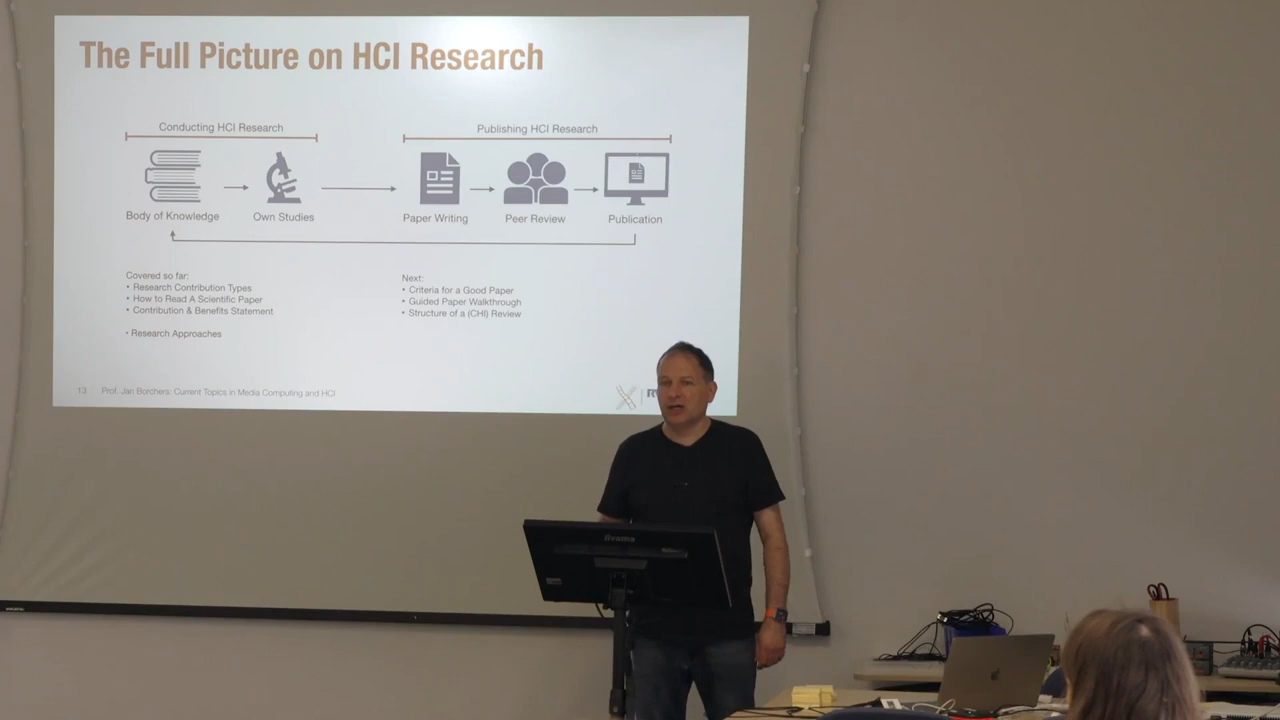 The Full Picture on HCI Research
Conducting HCI Research
Publishing HCI Research
Body of Knowledge
Own Studies
Paper Writing
Peer Review
Publication
Covered so far:
• Research Contribution Types
• How to Read A Scientific Paper
• Contribution & Benefits Statement
• Research Approaches
Next:
• Criteria for a Good Paper
• Guided Paper Walkthrough
• Structure of a (CHI) Review
13 Prof. Jan Borchers: Current Topics in Media Computing and HCI
iiyama